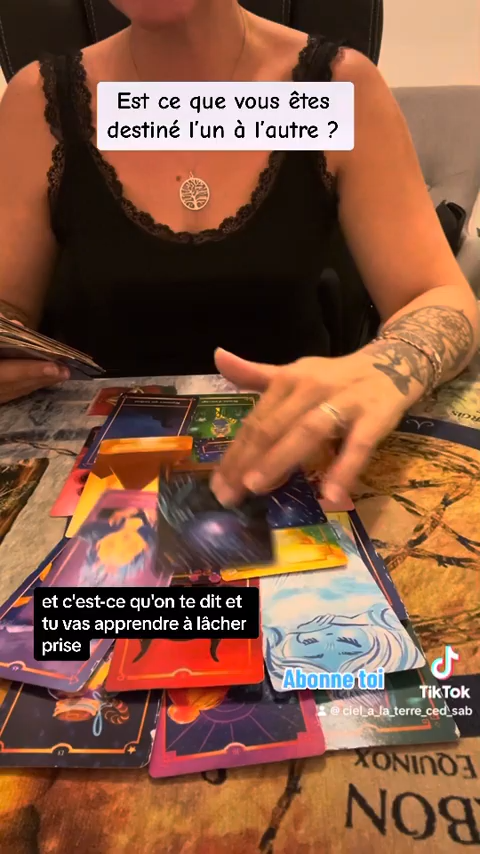 Est ce que vous êtes
destiné l'un à l'autre ?
et c'est-ce qu'on te dit et
tu vas apprendre à lâcher
prise
Abonne toi
TikTok
@ ciel_a_la_terre_ced_sab
EQUINOX